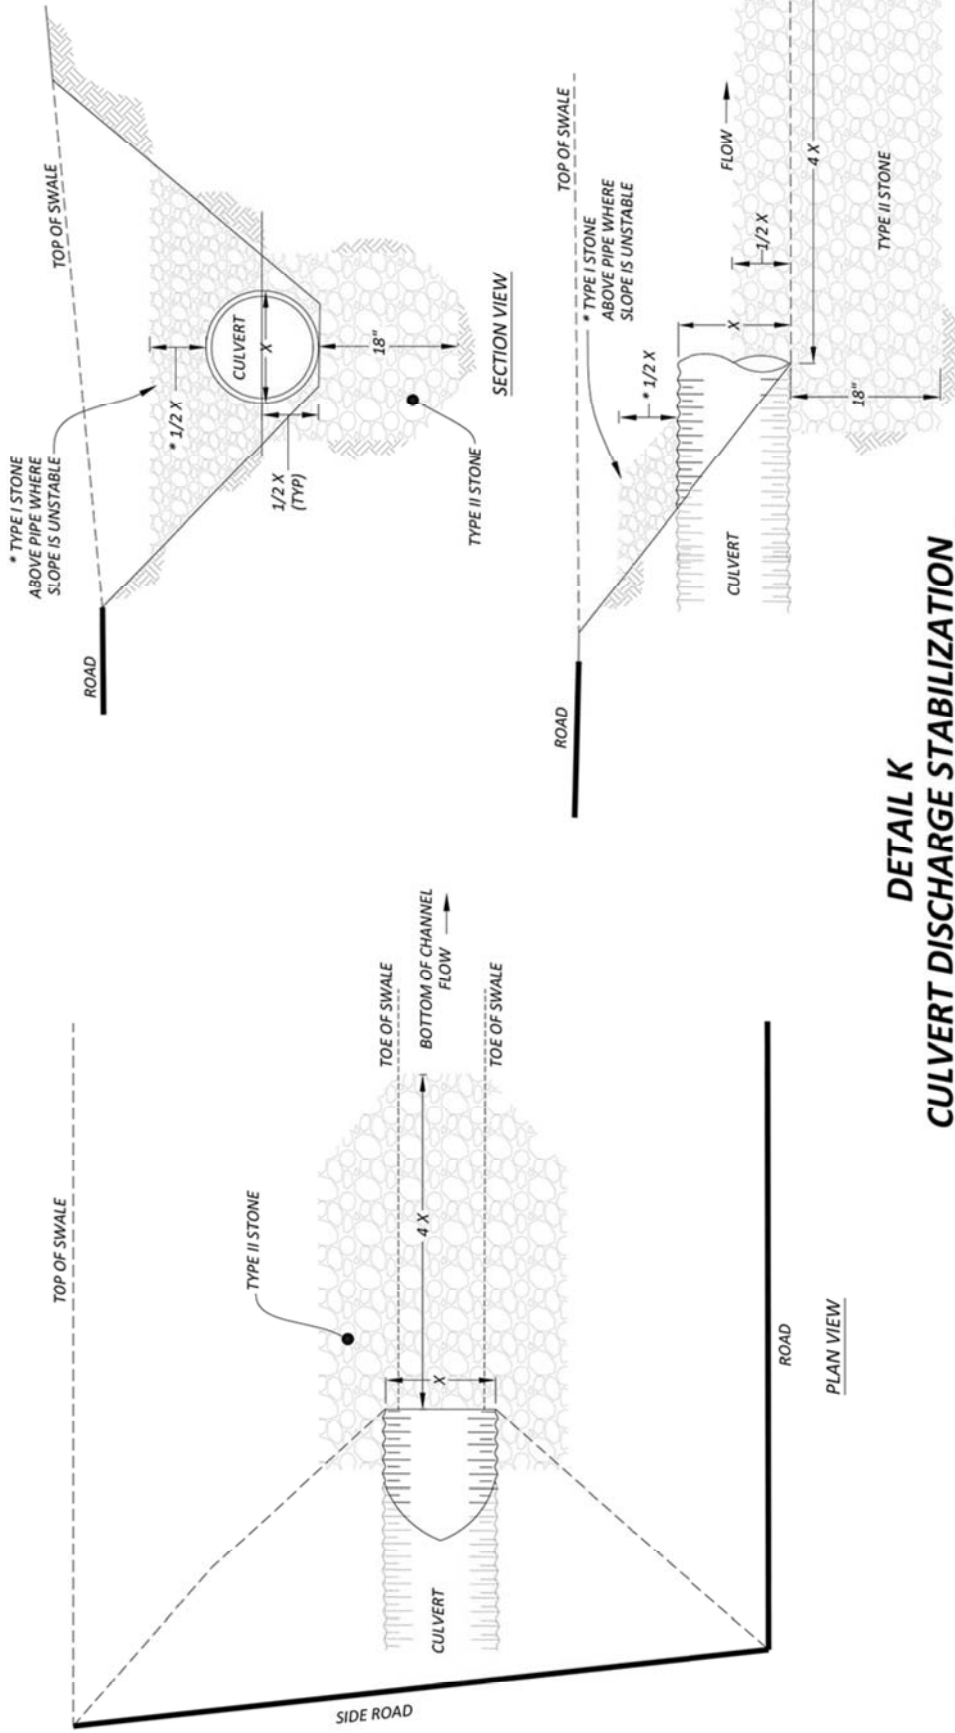 TOP OF SWALE
TYPE II STONE
TOE OF SWALE
BOTTOM OF CHANNEL
FLOW
4 X
X
TOE OF SWALE
CULVERT
SIDE ROAD
ROAD
PLAN VIEW
* TYPE I STONE
ABOVE PIPE WHERE
SLOPE IS UNSTABLE
TOP OF SWALE
ROAD
* 1/2 X
CULVERT
X
1/2 X
(TYP)
18"
TYPE II STONE
SECTION VIEW
TOP OF SWALE
* TYPE I STONE
ABOVE PIPE WHERE
SLOPE IS UNSTABLE
ROAD
* 1/2 X
FLOW
X
1/2 X
4 X
CULVERT
18"
TYPE II STONE
DETAIL K
CULVERT DISCHARGE STABILIZATION